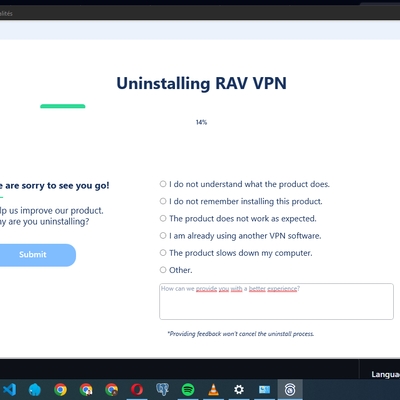 alités
Uninstalling RAV VPN
14%
e are sorry to see you go!
lp us improve our product.
y are you uninstalling?
Submit
I do not understand what the product does.
I do not remember installing this product.
The product does not work as expected.
I am already using another VPN software.
The product slows down my computer.
Other.
How can we provide you with a better experience?
*Providing feedback won't cancel the uninstall process.
Languag